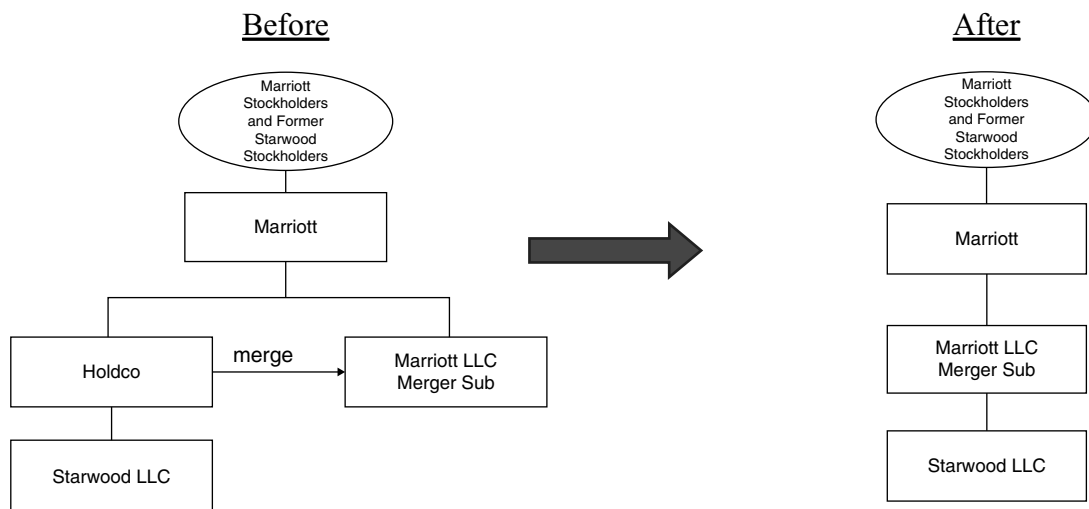 Before
After
Marriott
Stockholders
and Former
Starwood
Stockholders
Marriott
Stockholders
and Former
Starwood
Stockholders
Marriott
Marriott
Holdco
merge
Marriott LLC
Merger Sub
Marriott LLC
Merger Sub
Starwood LLC
Starwood LLC